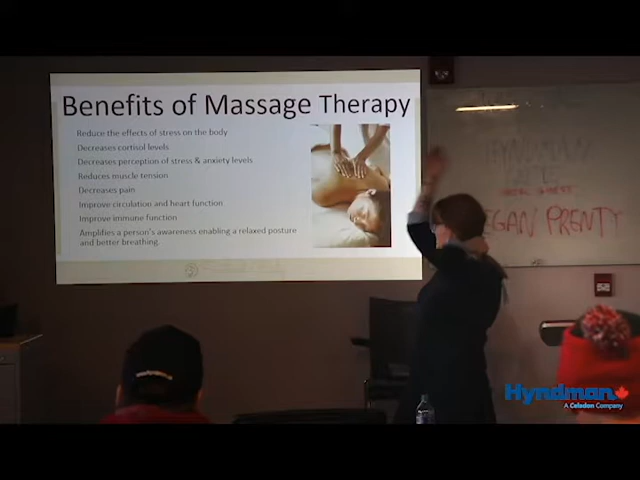 Benefits of Massage Therapy
Reduce the effects of stress on the body
Decreases cortisol levels
Decreases perception of stress & anxiety levels
Reduces muscle tension
Decreases pain
Improve circulation and heart function
Improve immune function
Amplifies a person's awareness enabling a relaxed posture
and better breathing.
HYNDMAN
EGAN PRENTY
Hyndman
A Celadon Company